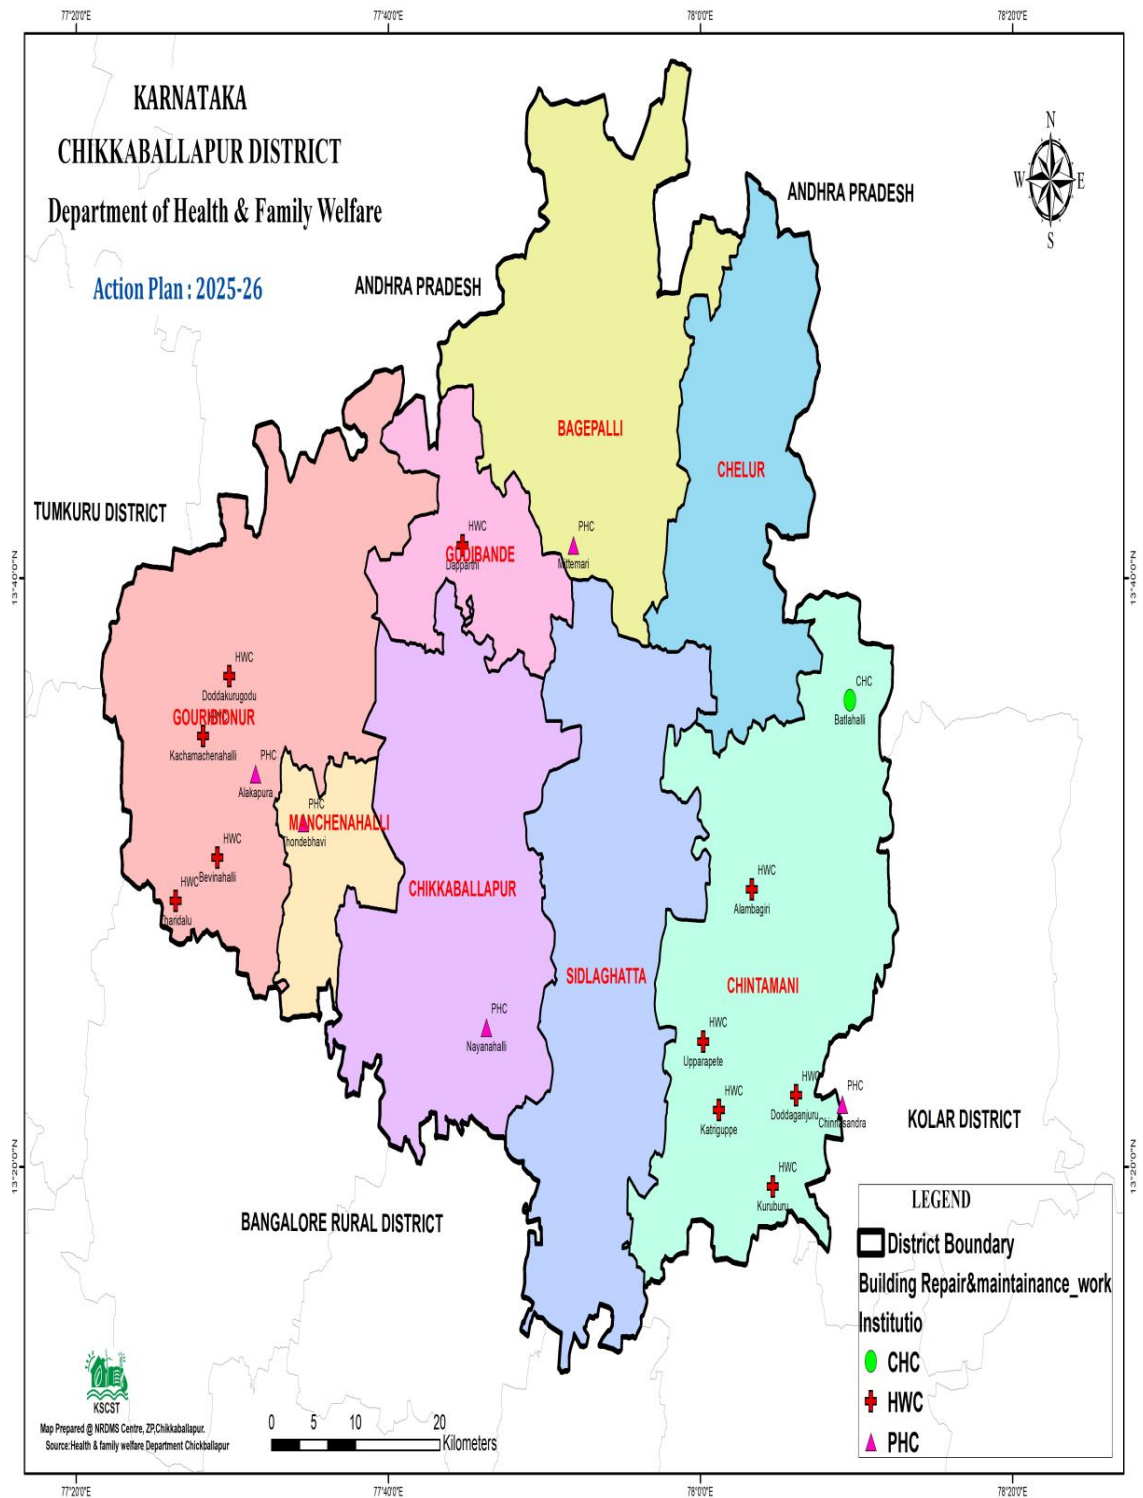 77°20'0"E
77°40'0"E
78°0'0"E
78°20'0"E
KARNATAKA
CHIKKABALLAPUR DISTRICT
Department of Health & Family Welfare
Action Plan : 2025-26
N
W
E
S
ANDHRA PRADESH
ANDHRA PRADESH
BAGEPALLI
CHELUR
TUMKURU DISTRICT
HWC
GUDIBANDE
Dapparthi
PHC
Mittemari
13°40'0"N
13°40'0"N
HWC
Doddakurugodu
GOURIBIDNUR
Kachamachenahalli
CHC
Batlahalli
PHC
Alakapura
PHC
MANCHENAHALLI
Thondebhavi
HWC
Bevinahalli
HWC
Tharidalu
CHIKKABALLAPUR
HWC
Alambagiri
SIDLAGHATTA
CHINTAMANI
PHC
Nayanahalli
HWC
Upparapete
HWC
Katriguppe
HWC
Doddaganjuru
PHC
Chinnasandra
KOLAR DISTRICT
13°20'0"N
13°20'0"N
HWC
Kuruburu
BANGALORE RURAL DISTRICT
LEGEND
District Boundary
Building Repair&maintainance_work
Institutio
CHC
HWC
PHC
KSCST
Map Prepared @ NRDMS Centre, ZP,Chikkaballapur.
Source:Health & family welfare Department Chickballapur
0 5 10 20
Kilometers
77°20'0"E
77°40'0"E
78°0'0"E
78°20'0"E